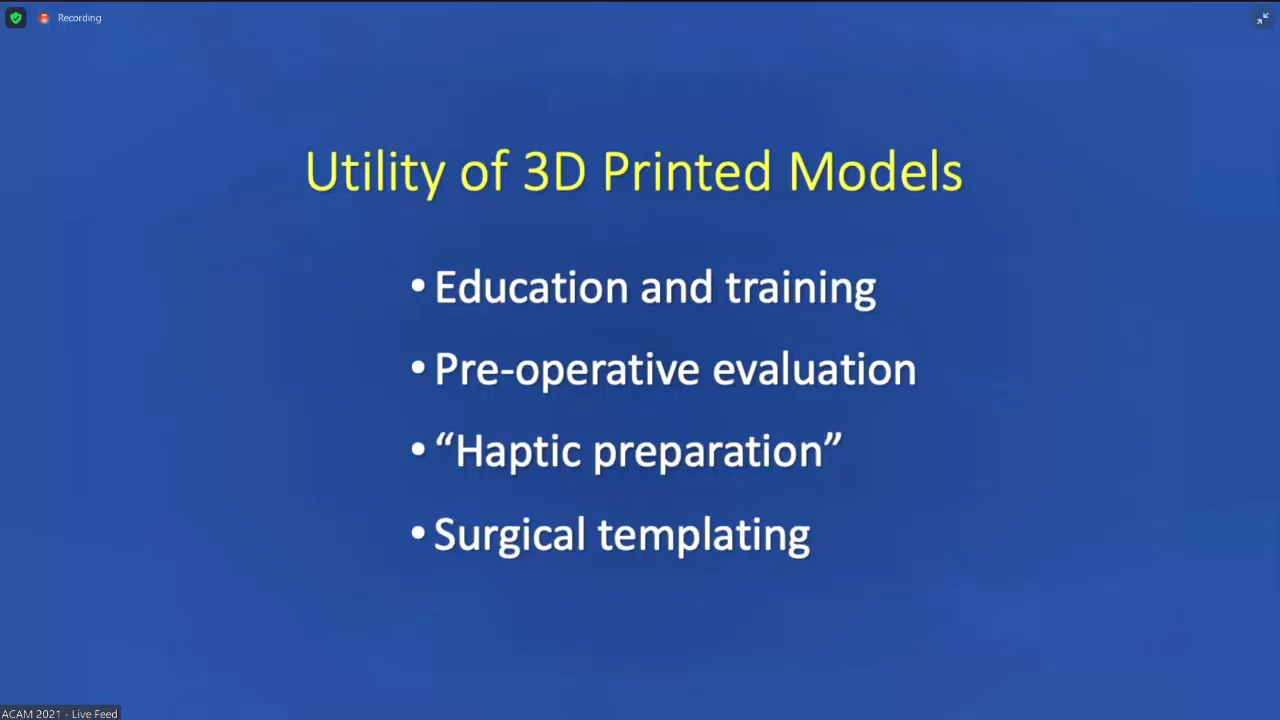 Recording
Utility of 3D Printed Models
• Education and training
• Pre-operative evaluation
• “Haptic preparation”
• Surgical templating
ACAM 2021 - Live Feed